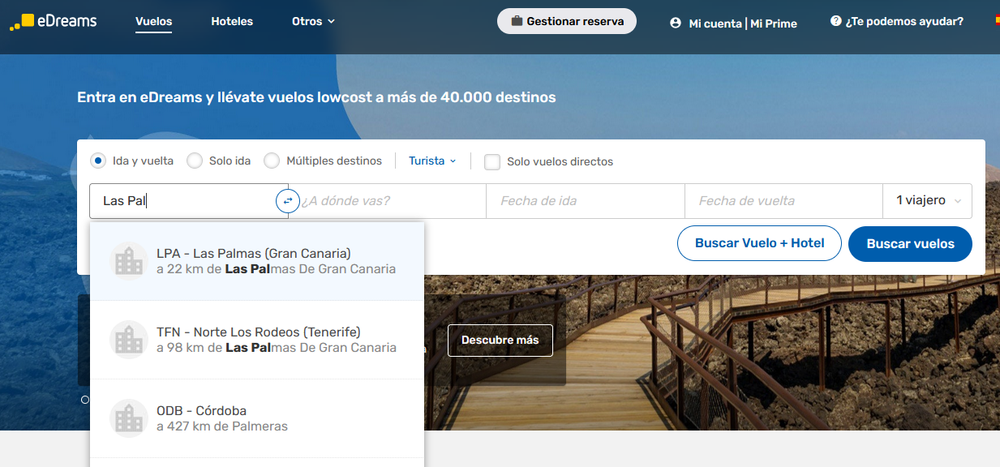 eDreams
Vuelos
Hoteles
Otros
Gestionar reserva
Mi cuenta | Mi Prime
¿Te podemos ayudar?
Entra en eDreams y llévate vuelos lowcost a más de 40.000 destinos
Ida y vuelta
Solo ida
Múltiples destinos
Turista
Solo vuelos directos
Las Pal
¿A dónde vas?
Fecha de ida
Fecha de vuelta
1 viajero
Buscar Vuelo + Hotel
Buscar vuelos
LPA - Las Palmas (Gran Canaria)
a 22 km de Las Palmas De Gran Canaria
TFN - Norte Los Rodeos (Tenerife)
a 98 km de Las Palmas De Gran Canaria
Descubre más
ODB - Córdoba
a 427 km de Palmeras